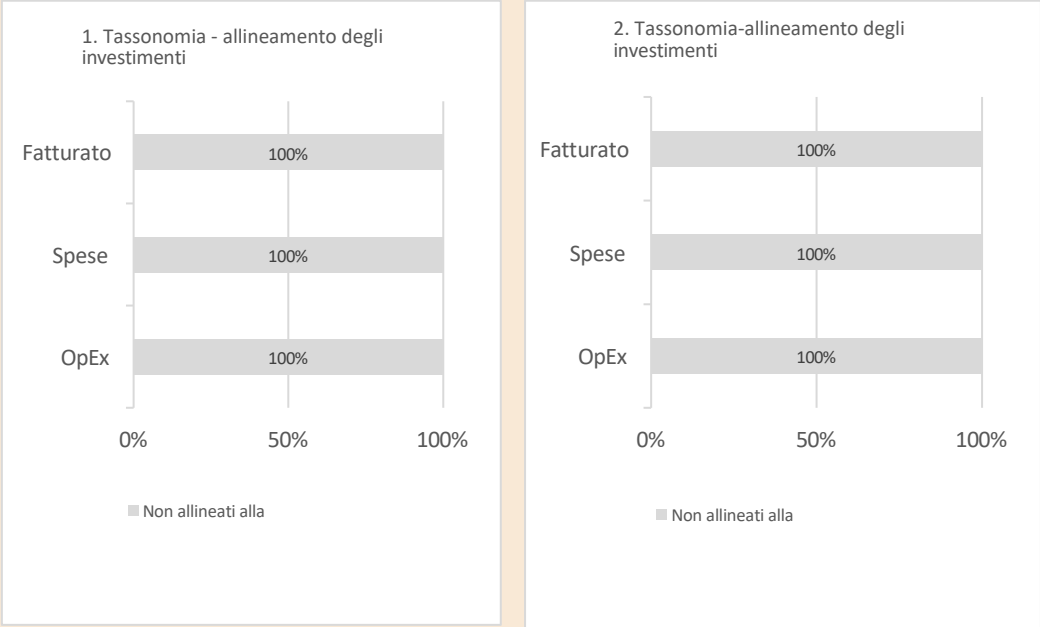 1. Tassonomia - allineamento degli
investimenti
Fatturato
100%
Spese
100%
OpEx
100%
0%
50%
100%
Non allineati alla
2. Tassonomia-allineamento degli
investimenti
Fatturato
100%
Spese
100%
OpEx
100%
0%
50%
100%
Non allineati alla